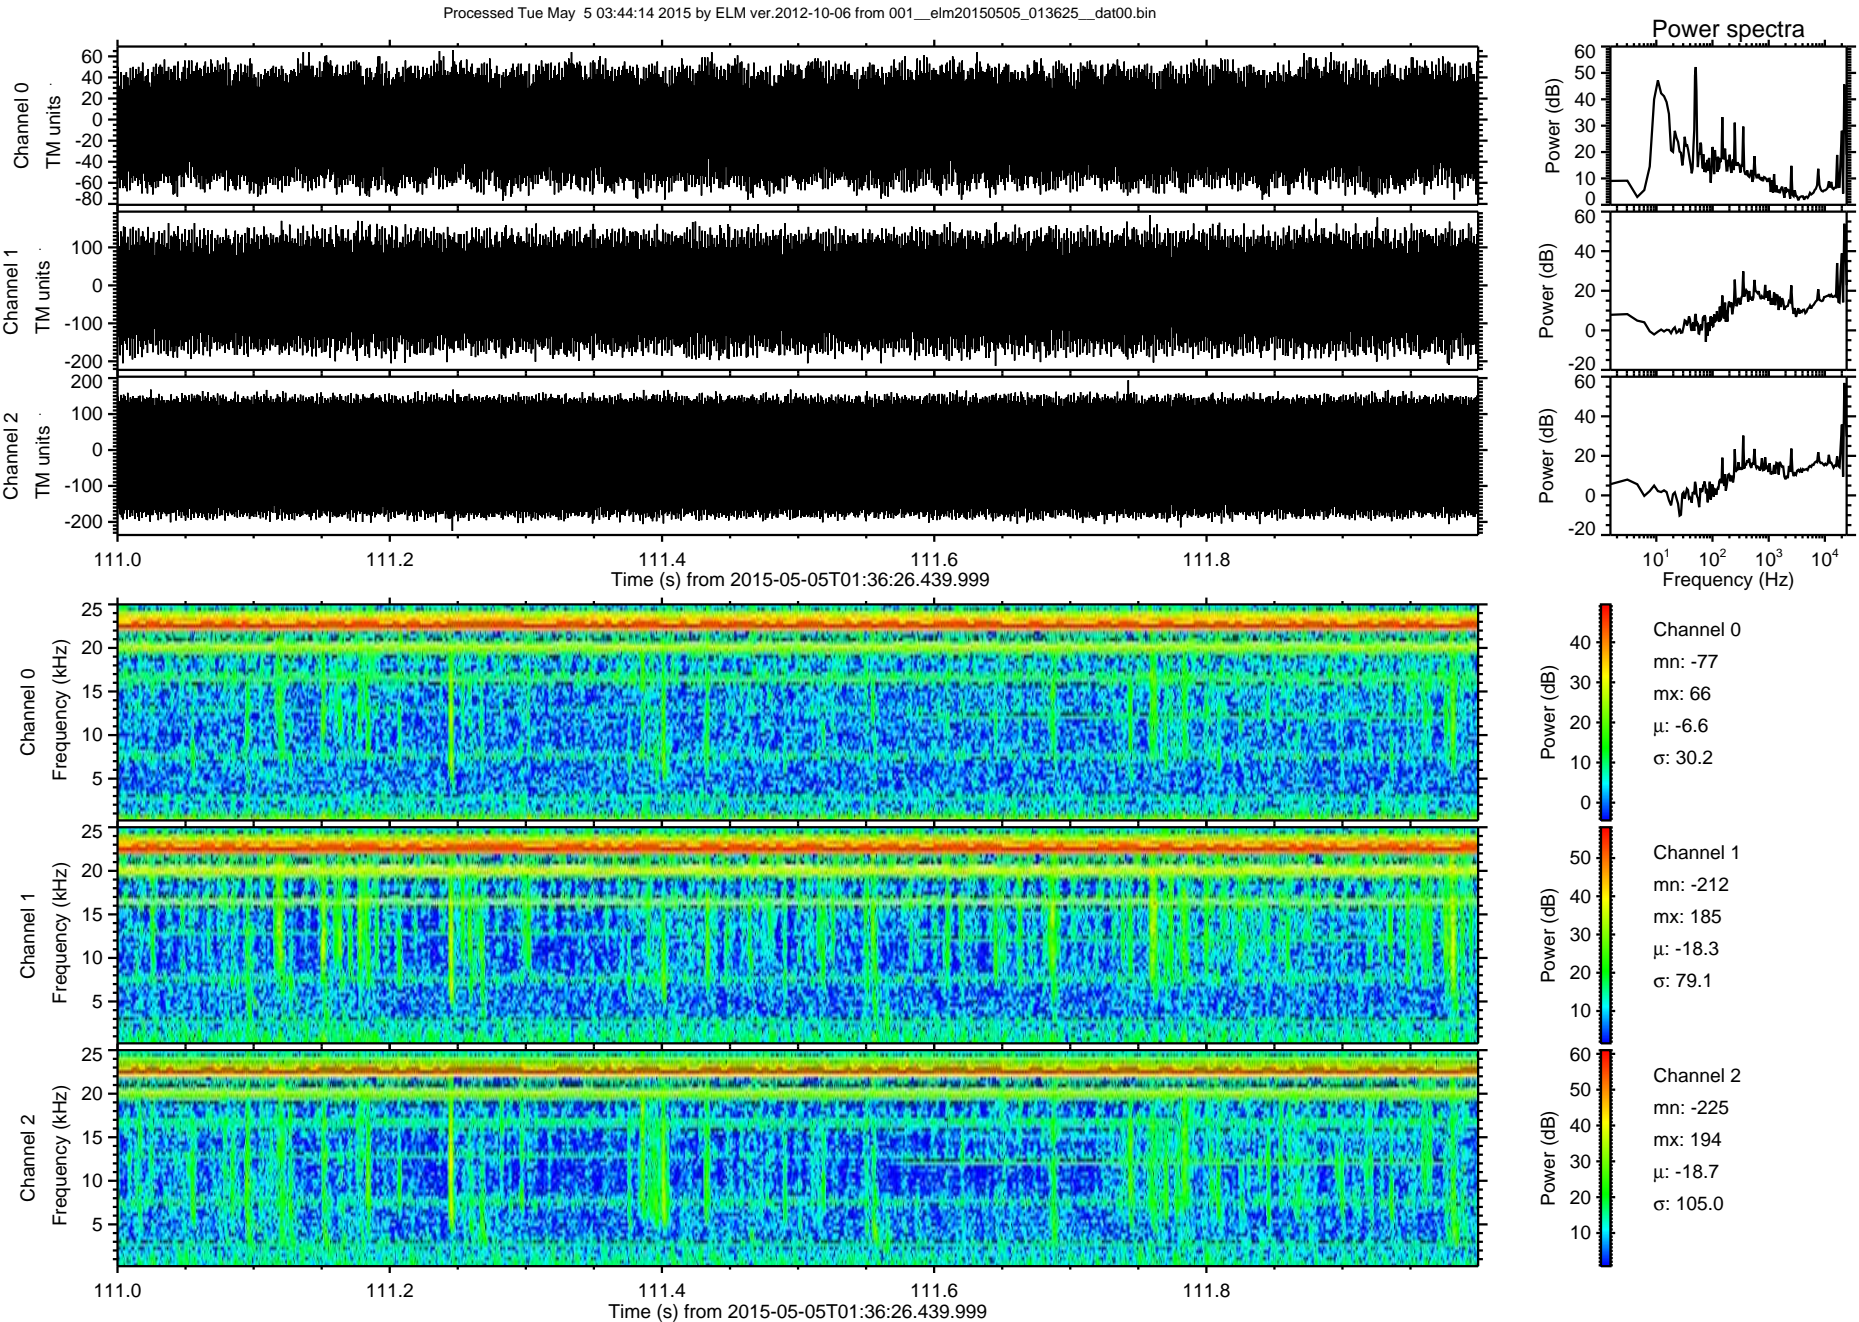 Processed Tue May  5 03:44:14 2015 by ELM ver.2012-10-06 from 001__elm20150505_013625__dat00.bin
Power spectra
Channel 0
TM units
60
40
20
0
-20
-40
-60
-80
Power (dB)
60
50
40
30
20
10
0
Channel 1
TM units
100
0
-100
-200
Power (dB)
60
40
20
0
-20
Channel 2
TM units
200
100
0
-100
-200
Power (dB)
60
40
20
0
-20
111.0 111.2 111.4 111.6 111.8
Time (s) from 2015-05-05T01:36:26.439.999
10¹ 10² 10³ 10⁴
Frequency (Hz)
Channel 0
Frequency (kHz)
25
20
15
10
5
Power (dB)
40
30
20
10
0
Channel 0
mn: -77
mx: 66
μ: -6.6
σ: 30.2
Channel 1
Frequency (kHz)
25
20
15
10
5
Power (dB)
50
40
30
20
10
Channel 1
mn: -212
mx: 185
μ: -18.3
σ: 79.1
Channel 2
Frequency (kHz)
25
20
15
10
5
Power (dB)
60
50
40
30
20
10
Channel 2
mn: -225
mx: 194
μ: -18.7
σ: 105.0
111.0 111.2 111.4 111.6 111.8
Time (s) from 2015-05-05T01:36:26.439.999